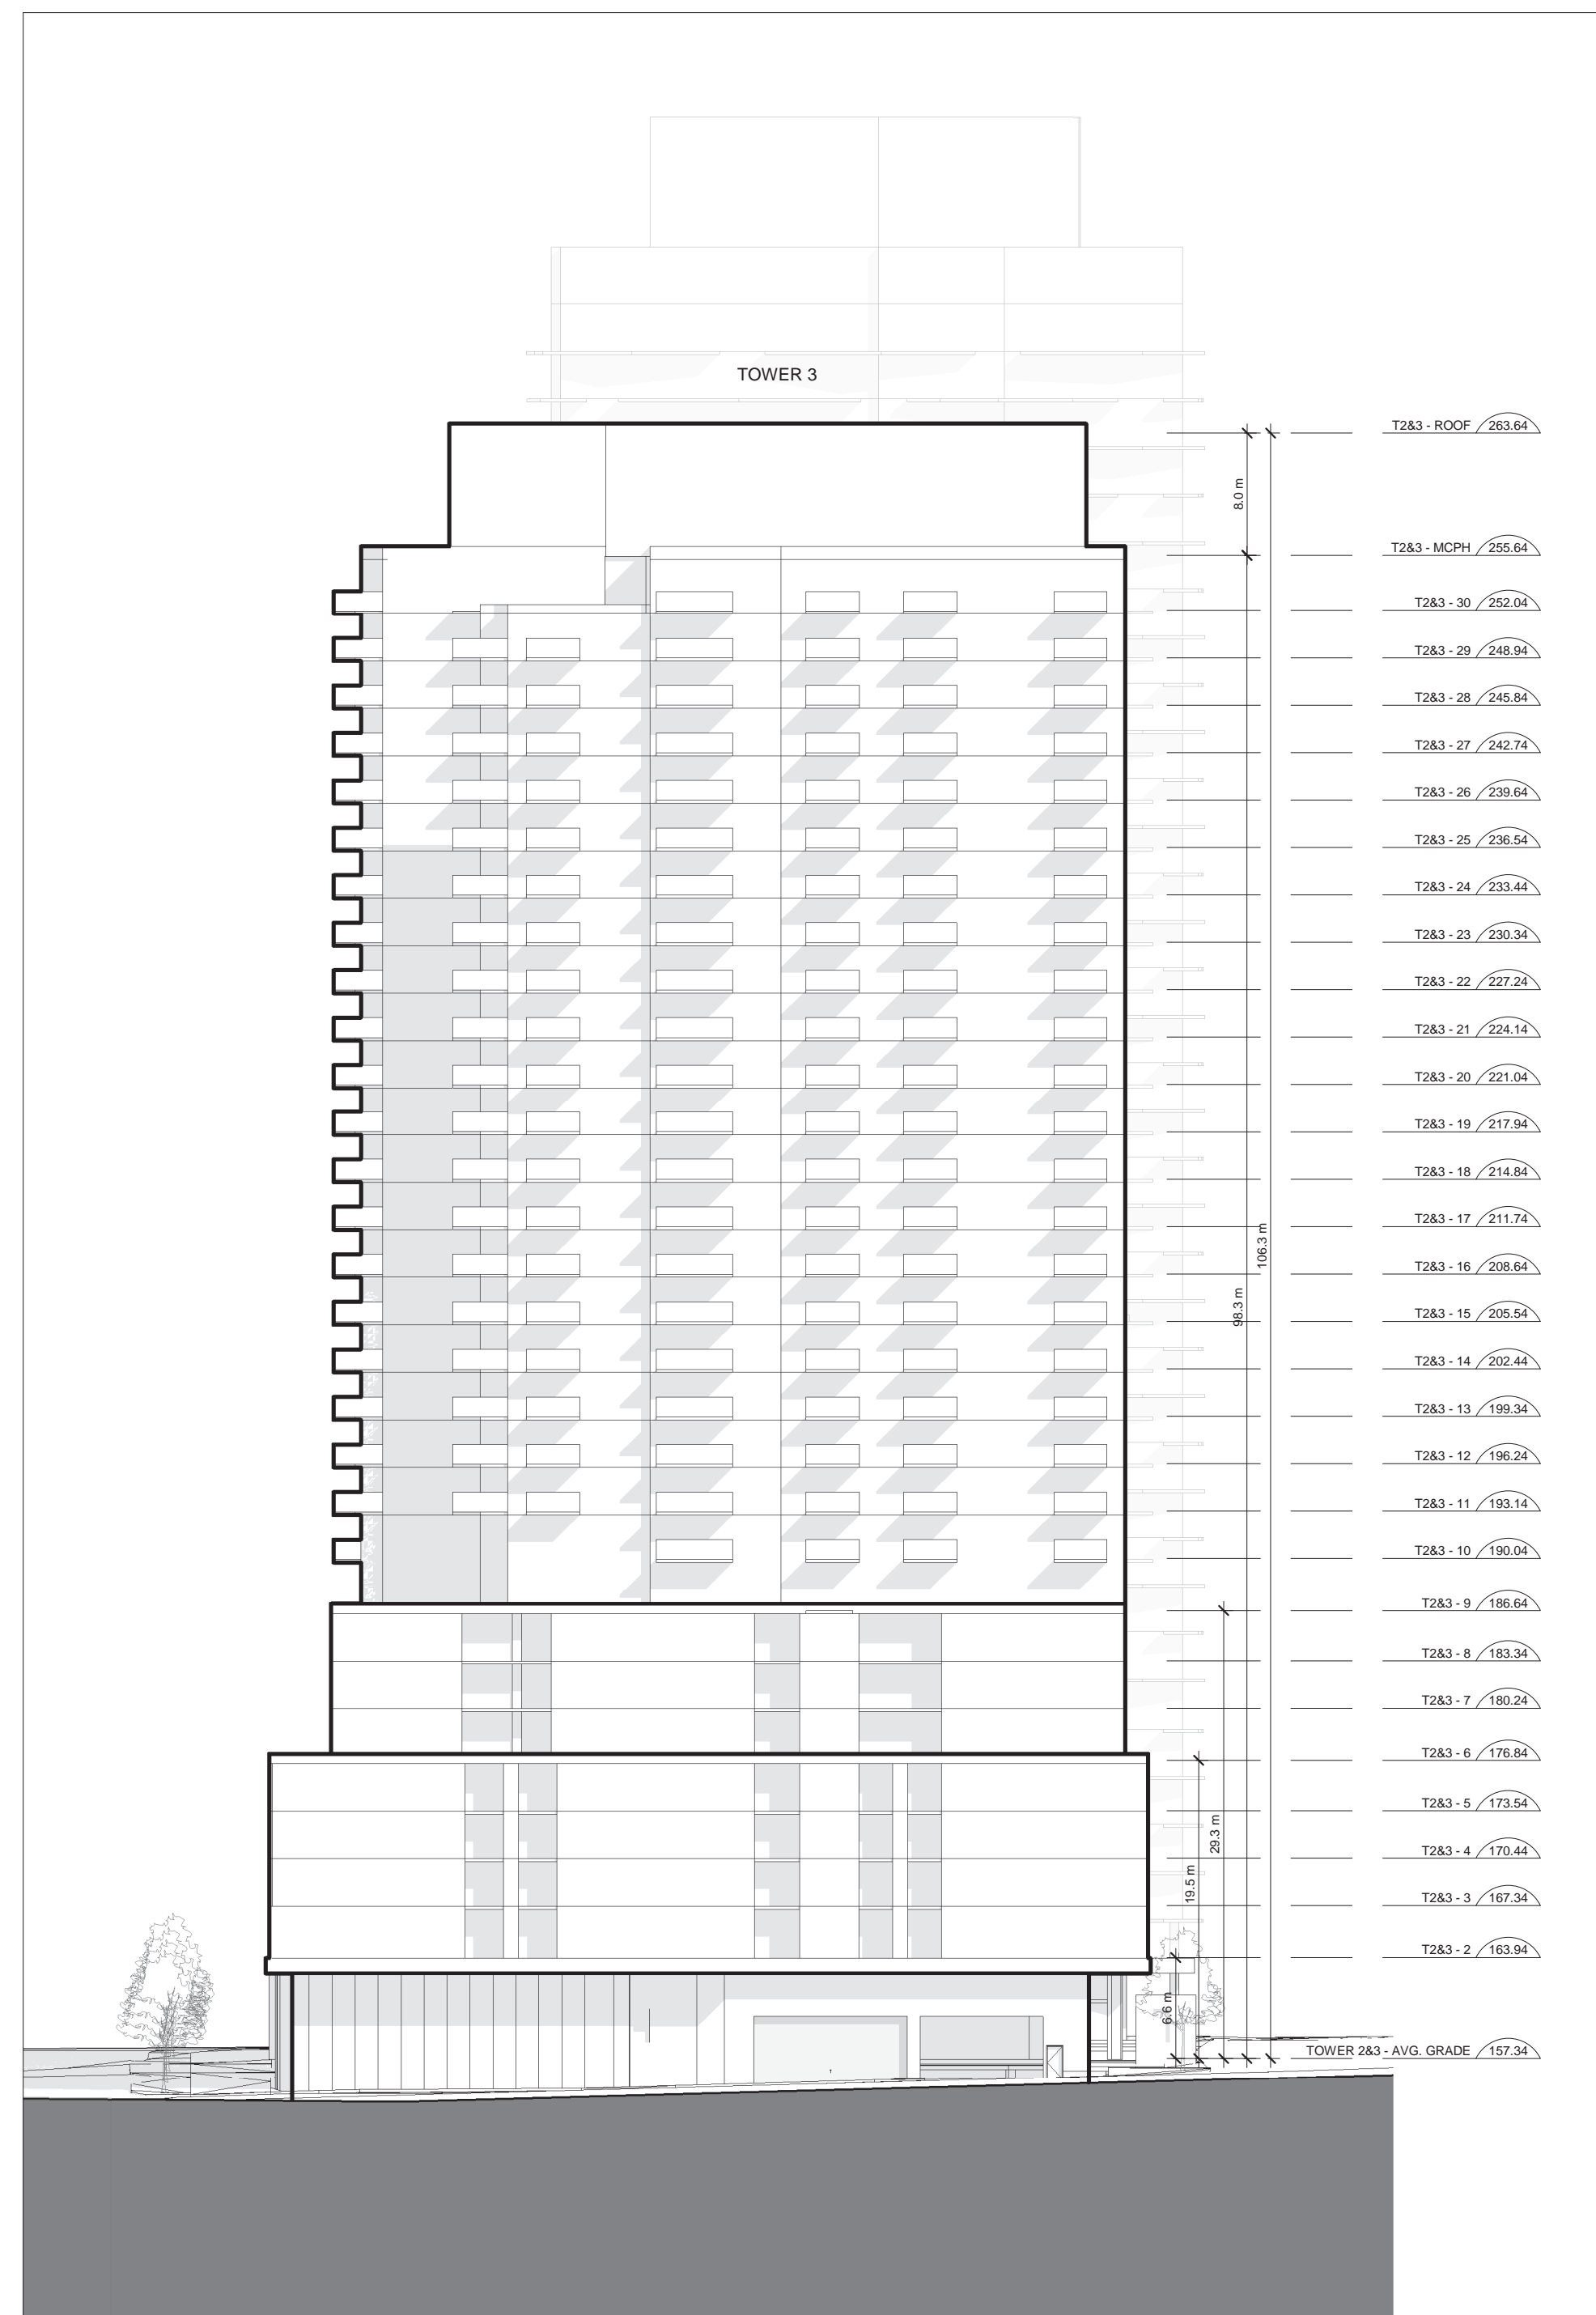 TOWER 3
T2&3 - ROOF 263.64
8.0 m
T2&3 - MCPH 255.64
T2&3 - 30 252.04
T2&3 - 29 248.94
T2&3 - 28 245.84
T2&3 - 27 242.74
T2&3 - 26 239.64
T2&3 - 25 236.54
T2&3 - 24 233.44
T2&3 - 23 230.34
T2&3 - 22 227.24
T2&3 - 21 224.14
T2&3 - 20 221.04
T2&3 - 19 217.94
T2&3 - 18 214.84
T2&3 - 17 211.74
106.3 m
T2&3 - 16 208.64
98.3 m
T2&3 - 15 205.54
T2&3 - 14 202.44
T2&3 - 13 199.34
T2&3 - 12 196.24
T2&3 - 11 193.14
T2&3 - 10 190.04
T2&3 - 9 186.64
T2&3 - 8 183.34
T2&3 - 7 180.24
T2&3 - 6 176.84
T2&3 - 5 173.54
29.3 m
T2&3 - 4 170.44
19.5 m
T2&3 - 3 167.34
T2&3 - 2 163.94
6.6 m
TOWER 2&3 - AVG. GRADE 157.34